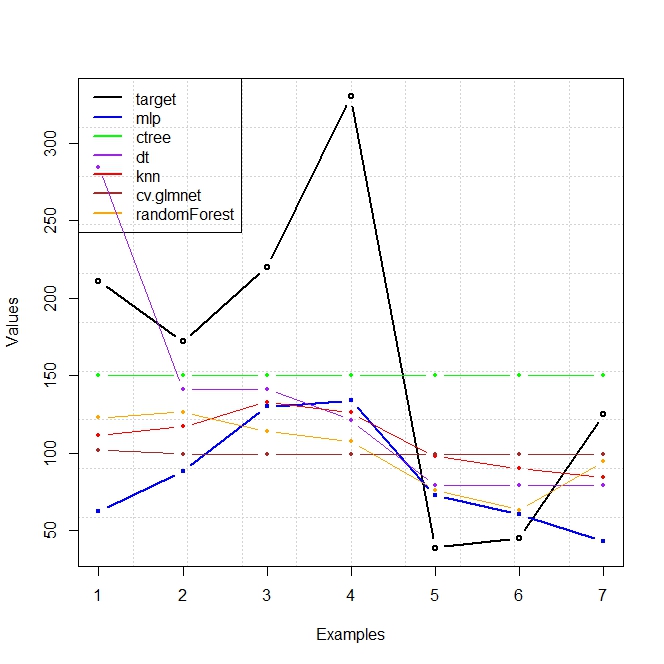 target
mlp
ctree
dt
knn
cv.glmnet
randomForest
300
250
200
150
100
50
Values
1 2 3 4 5 6 7
Examples